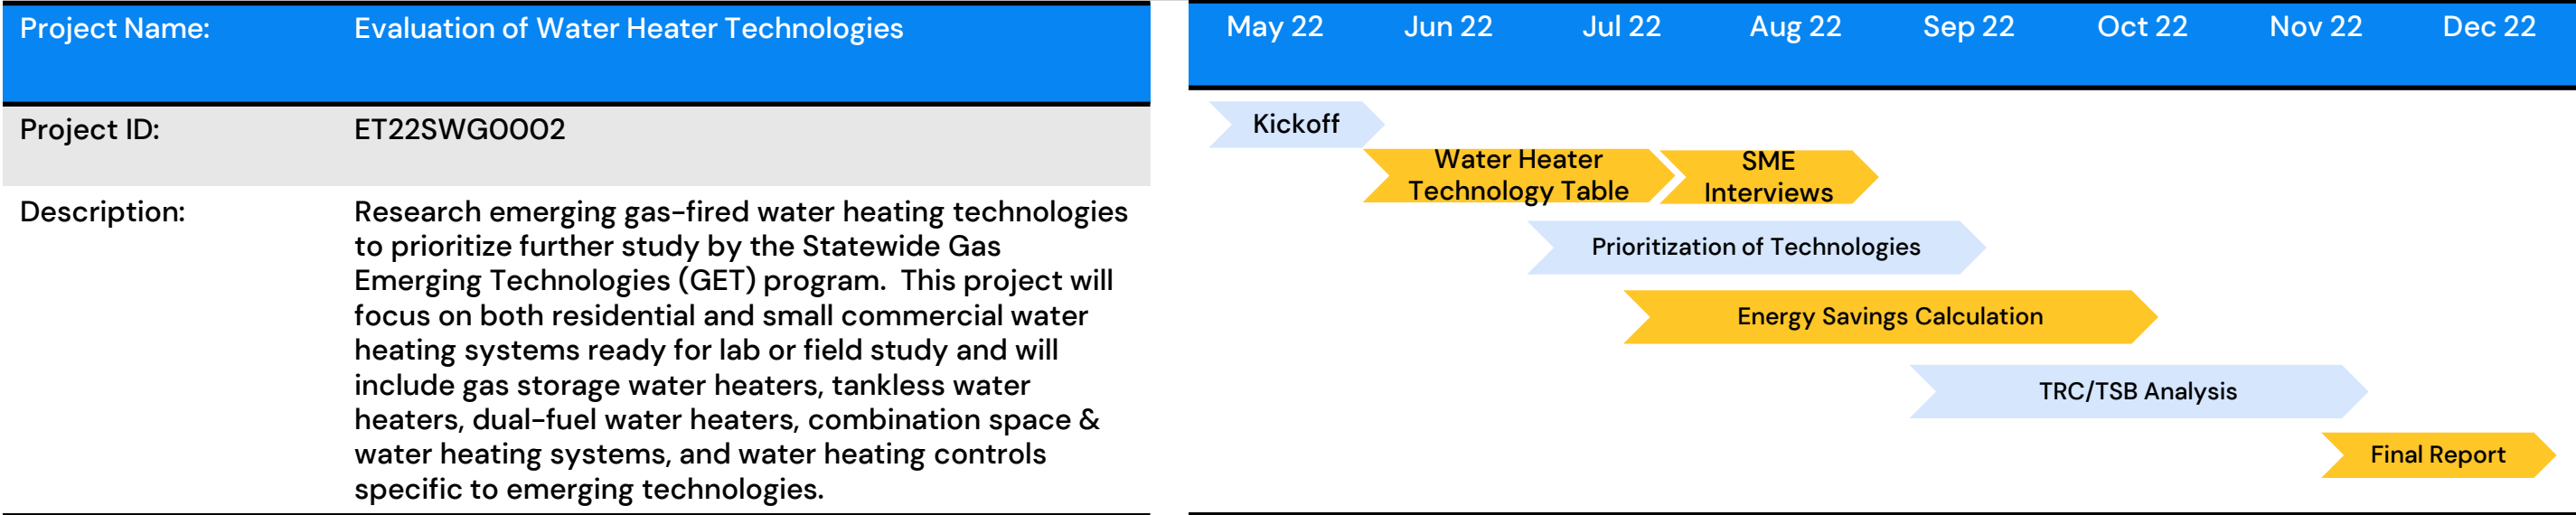 Project Name: Evaluation of Water Heater Technologies
Project ID: ET22SWG0002
Description: Research emerging gas-fired water heating technologies
to prioritize further study by the Statewide Gas
Emerging Technologies (GET) program.  This project will
focus on both residential and small commercial water
heating systems ready for lab or field study and will
include gas storage water heaters, tankless water
heaters, dual-fuel water heaters, combination space &
water heating systems, and water heating controls
specific to emerging technologies.
May 22 Jun 22 Jul 22 Aug 22 Sep 22 Oct 22 Nov 22 Dec 22
Kickoff
Water Heater
Technology Table
SME
Interviews
Prioritization of Technologies
Energy Savings Calculation
TRC/TSB Analysis
Final Report